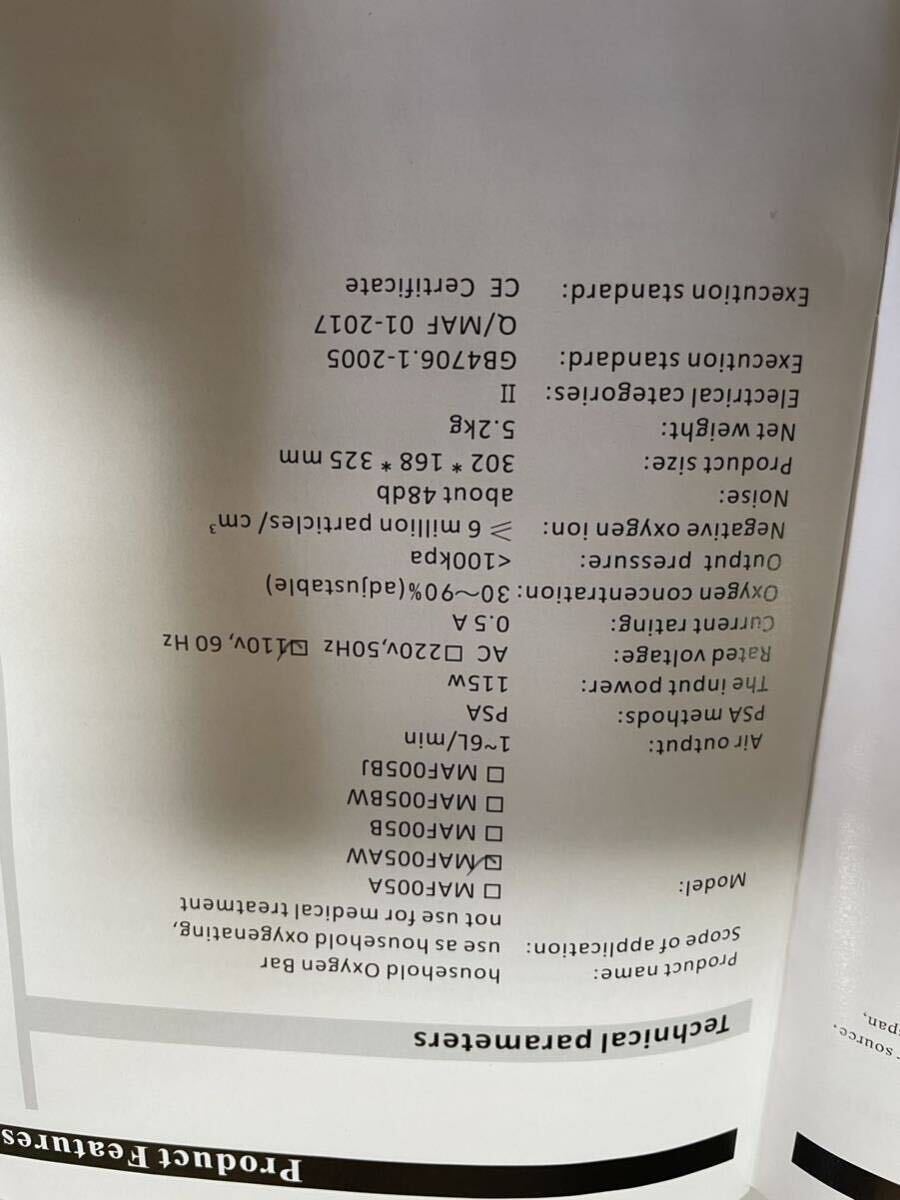 Product Features
Technical parameters
Product name: household Oxygen Bar
Scope of application: use as household oxygenating,
not use for medical treatment
Model: ☐ MAF005A
☑ MAF005AW
☐ MAF005B
☐ MAF005BW
☐ MAF005BJ
Air output: 1~6L/min
PSA methods: PSA
The input power: 115w
Rated voltage: AC ☐220v,50Hz ☑110v, 60 Hz
Current rating: 0.5 A
Oxygen concentration: 30～90%(adjustable)
Output pressure: <100kpa
Negative oxygen ion: ⩾ 6 million particles/ cm³
Noise: about 48db
Product size: 302 * 168 * 325 mm
Net weight: 5.2kg
Electrical categories: II
Execution standard: GB4706.1-2005
Q/MAF 01-2017
Execution standard: CE Certificate
source.